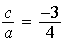 c/a = -3/4